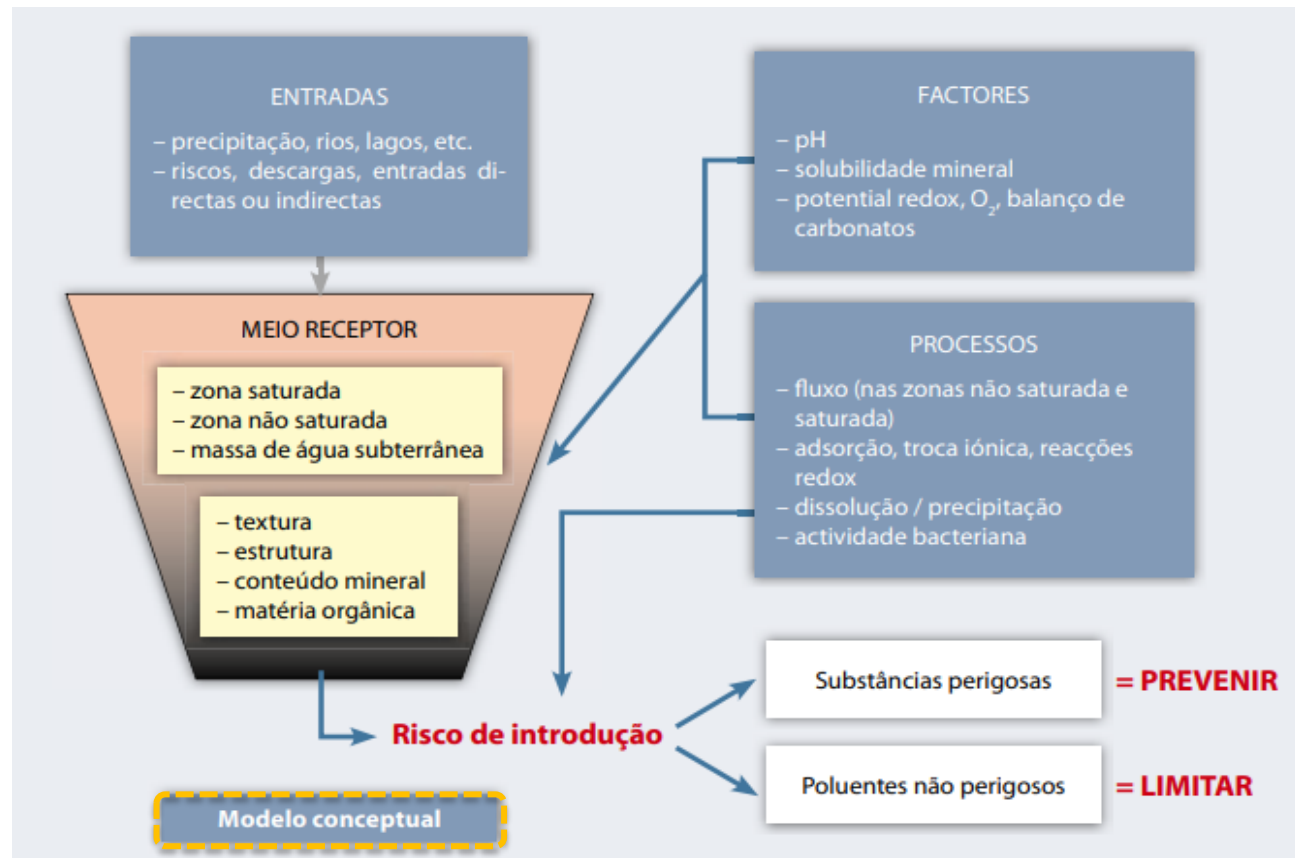 ENTRADAS
– precipitação, rios, lagos, etc.
– riscos, descargas, entradas di-
rectas ou indirectas
MEIO RECEPTOR
– zona saturada
– zona não saturada
– massa de água subterrânea
– textura
– estrutura
– conteúdo mineral
– matéria orgânica
FACTORES
– pH
– solubilidade mineral
– potential redox, O₂, balanço de
carbonatos
PROCESSOS
– fluxo (nas zonas não saturada e
saturada)
– adsorção, troca iónica, reacções
redox
– dissolução / precipitação
– actividade bacteriana
Risco de introdução
Substâncias perigosas = PREVENIR
Poluentes não perigosos = LIMITAR
Modelo conceptual